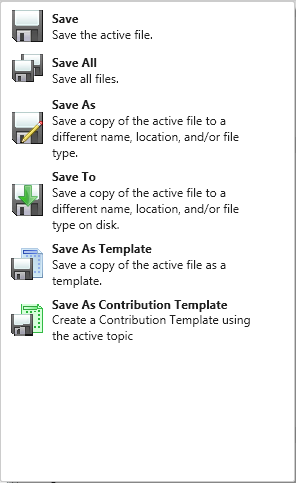 Save
Save the active file.
Save All
Save all files.
Save As
Save a copy of the active file to a
different name, location, and/or file
type.
Save To
Save a copy of the active file to a
different name, location, and/or file
type on disk.
Save As Template
Save a copy of the active file as a
template.
Save As Contribution Template
Create a Contribution Template using
the active topic